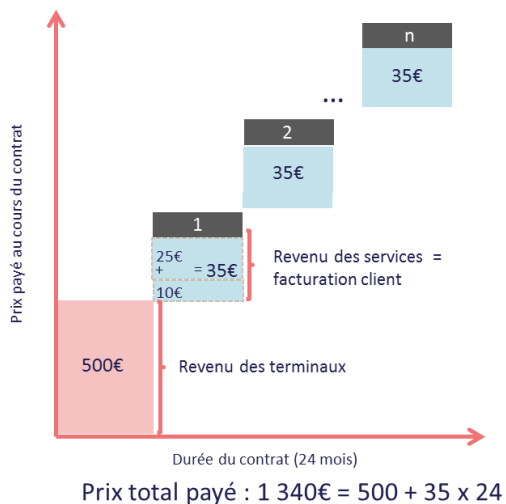 n
35€
...
2
35€
1
25€
+ = 35€
10€
Revenu des services =
facturation client
Prix payé au cours du contrat
500€
Revenu des terminaux
Durée du contrat (24 mois)
Prix total payé : 1 340€ = 500 + 35 x 24